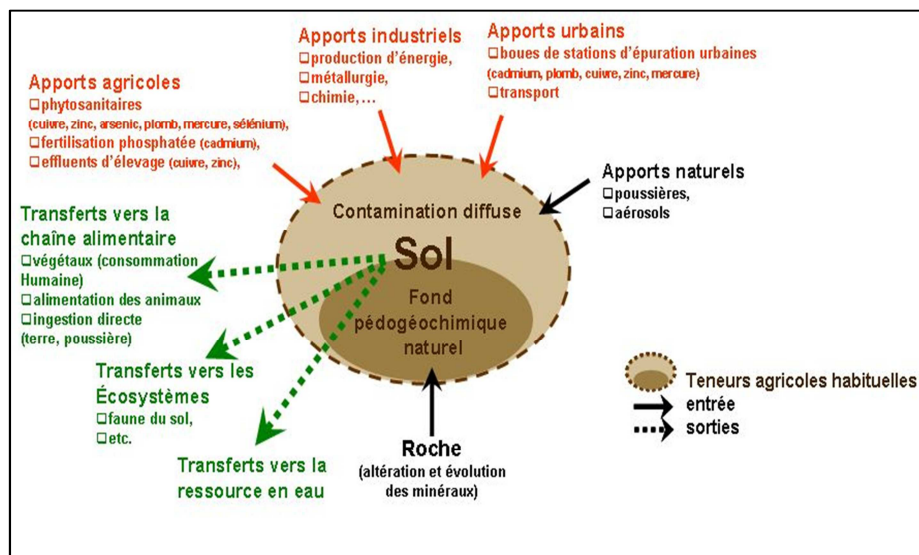 Apports industriels
❑production d'énergie,
❑métallurgie,
❑chimie, …
Apports urbains
❑boues de stations d'épuration urbaines
(cadmium, plomb, cuivre, zinc, mercure)
❑transport
Apports agricoles
❑phytosanitaires
(cuivre, zinc, arsenic, plomb, mercure, sélénium),
❑fertilisation phosphatée (cadmium),
❑effluents d'élevage (cuivre, zinc),
Apports naturels
❑poussières,
❑aérosols
Contamination diffuse
Sol
Fond
pédogéochimique
naturel
Transferts vers la
chaîne alimentaire
❑végétaux (consommation
Humaine)
❑alimentation des animaux
❑ingestion directe
(terre, poussière)
Transferts vers les
Écosystèmes
❑faune du sol,
❑etc.
Transferts vers la
ressource en eau
Roche
(altération et évolution
des minéraux)
Teneurs agricoles habituelles
entrée
sorties